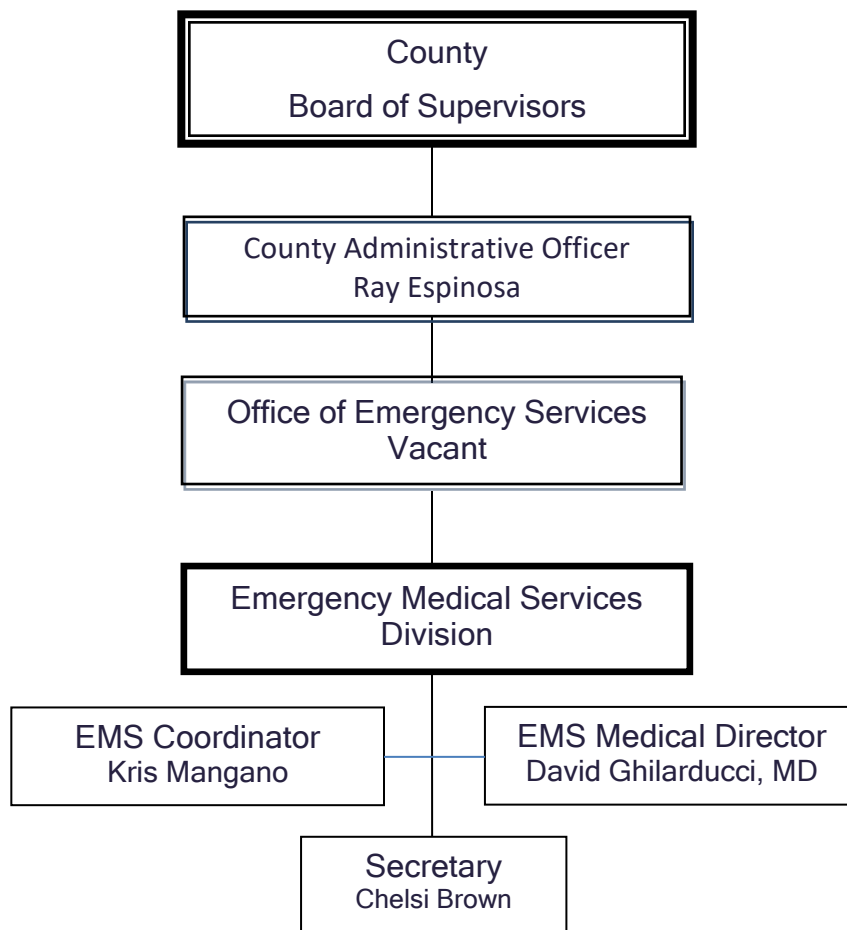 County
Board of Supervisors
County Administrative Officer
Ray Espinosa
Office of Emergency Services
Vacant
Emergency Medical Services
Division
EMS Coordinator
Kris Mangano
EMS Medical Director
David Ghilarducci, MD
Secretary
Chelsi Brown